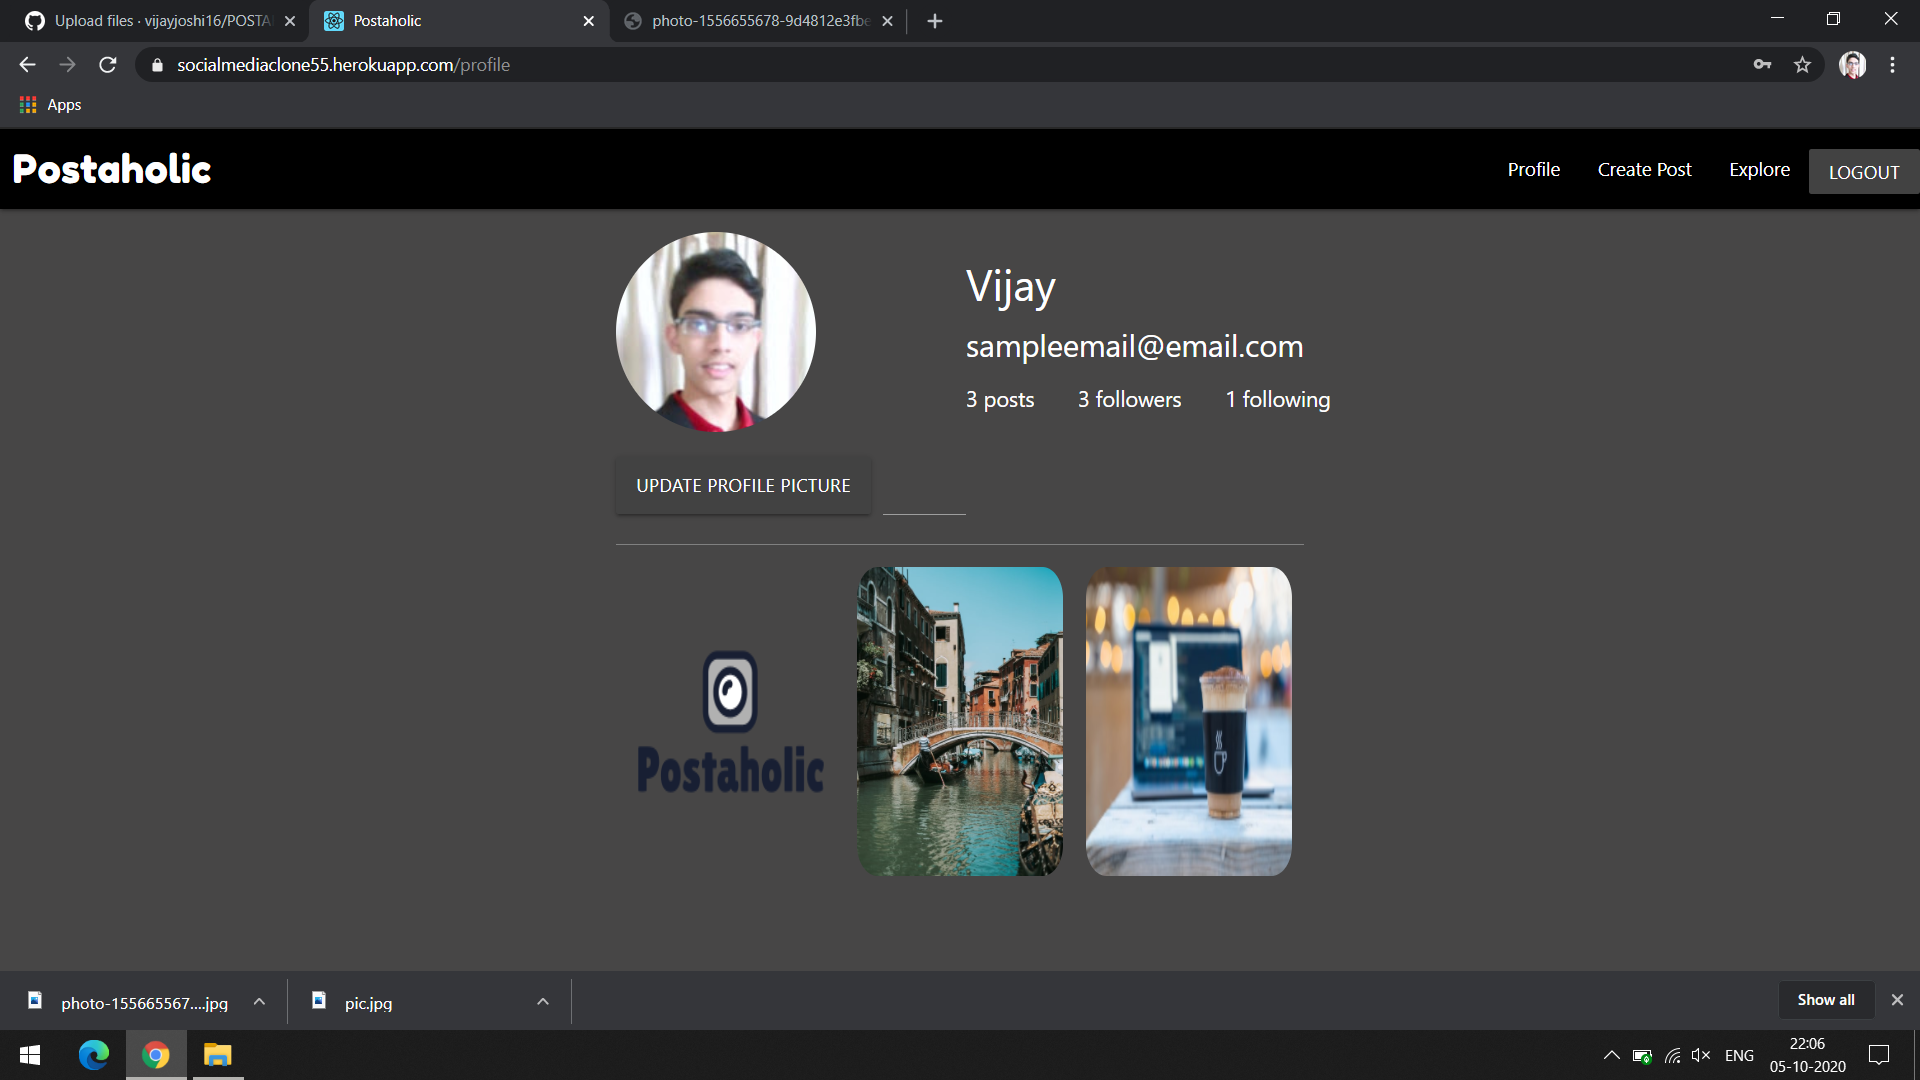 Upload files · vijayjoshi16/POSTA
Postaholic
photo-1556655678-9d4812e3fbe
socialmediaclone55.herokuapp.com/profile
Apps
Postaholic
Profile
Create Post
Explore
LOGOUT
Vijay
sampleemail@email.com
3 posts
3 followers
1 following
UPDATE PROFILE PICTURE
Postaholic
photo-155665567....jpg
pic.jpg
Show all
ENG
22:06
05-10-2020